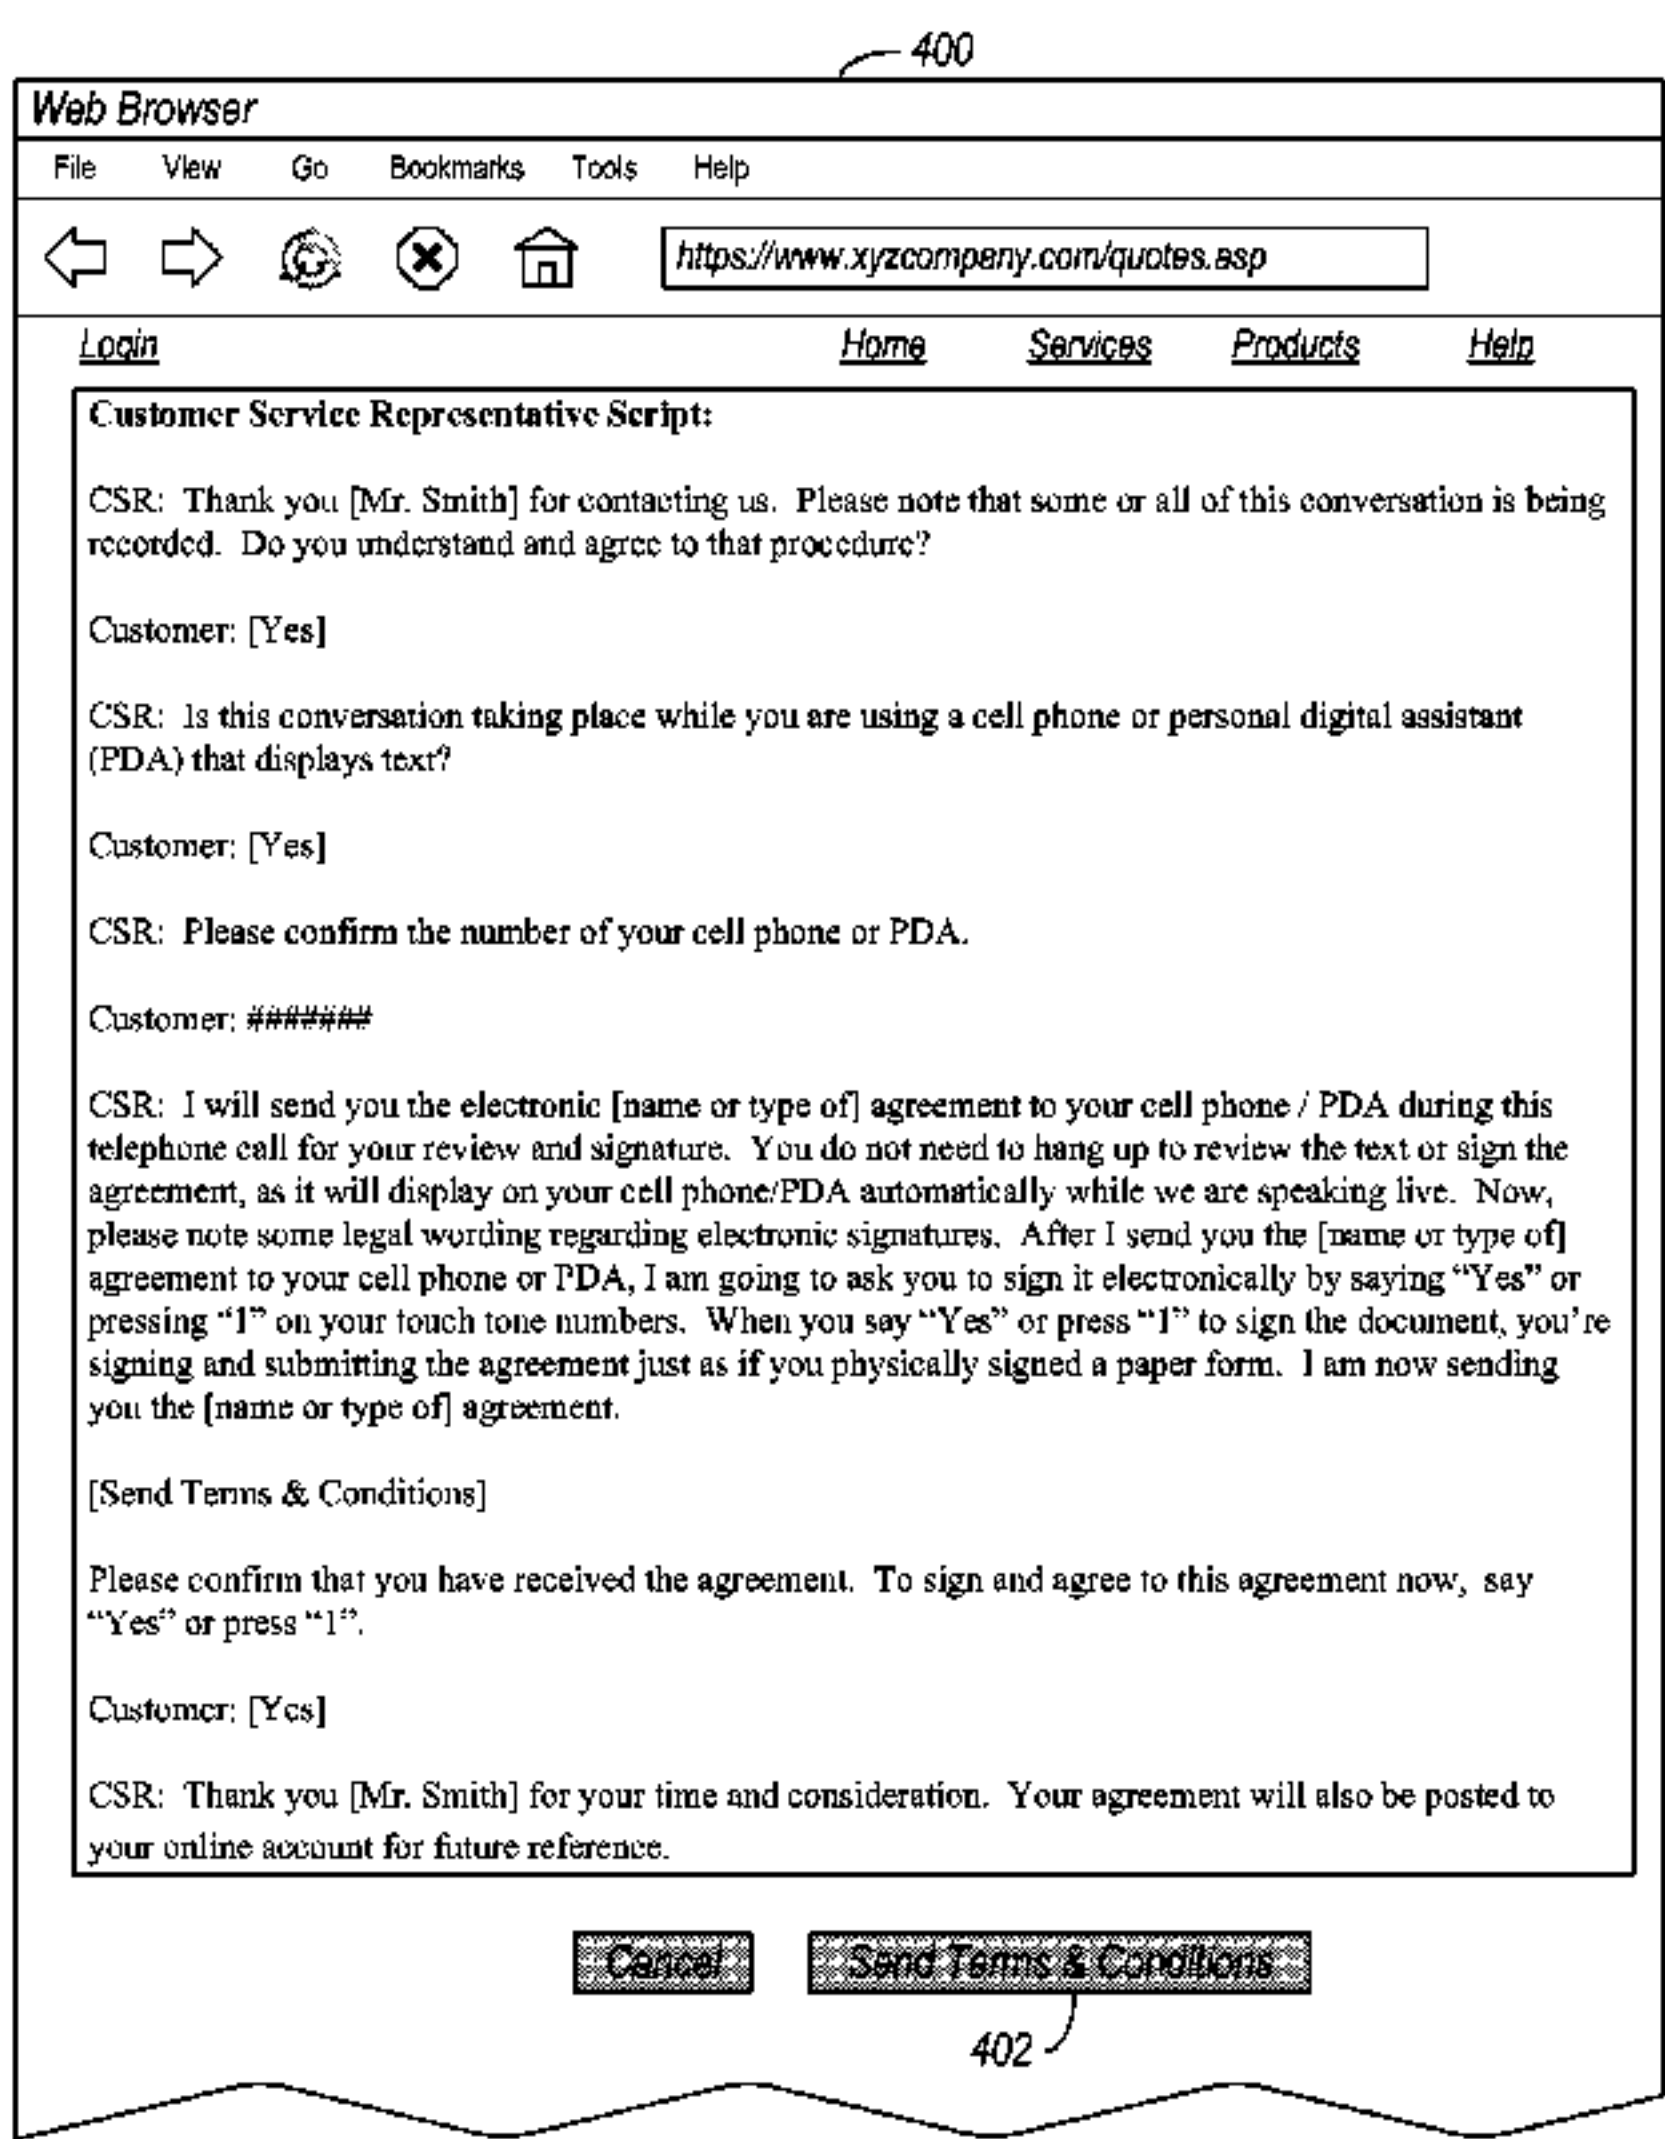 400
Web Browser
File View Go Bookmarks Tools Help
https://www.xyzcompany.com/quotes.asp
Login Home Services Products Help
Customer Service Representative Script:
CSR: Thank you [Mr. Smith] for contacting us. Please note that some or all of this conversation is being
recorded. Do you understand and agree to that procedure?
Customer: [Yes]
CSR: Is this conversation taking place while you are using a cell phone or personal digital assistant
(PDA) that displays text?
Customer: [Yes]
CSR: Please confirm the number of your cell phone or PDA.
Customer: #######
CSR: I will send you the electronic [name or type of] agreement to your cell phone / PDA during this
telephone call for your review and signature. You do not need to hang up to review the text or sign the
agreement, as it will display on your cell phone/PDA automatically while we are speaking live. Now,
please note some legal wording regarding electronic signatures. After I send you the [name or type of]
agreement to your cell phone or PDA, I am going to ask you to sign it electronically by saying “Yes” or
pressing “1” on your touch tone numbers. When you say “Yes” or press “1” to sign the document, you’re
signing and submitting the agreement just as if you physically signed a paper form. I am now sending
you the [name or type of] agreement.
[Send Terms & Conditions]
Please confirm that you have received the agreement. To sign and agree to this agreement now, say
“Yes” or press “1”.
Customer: [Yes]
CSR: Thank you [Mr. Smith] for your time and consideration. Your agreement will also be posted to
your online account for future reference.
Cancel Send Terms & Conditions
402